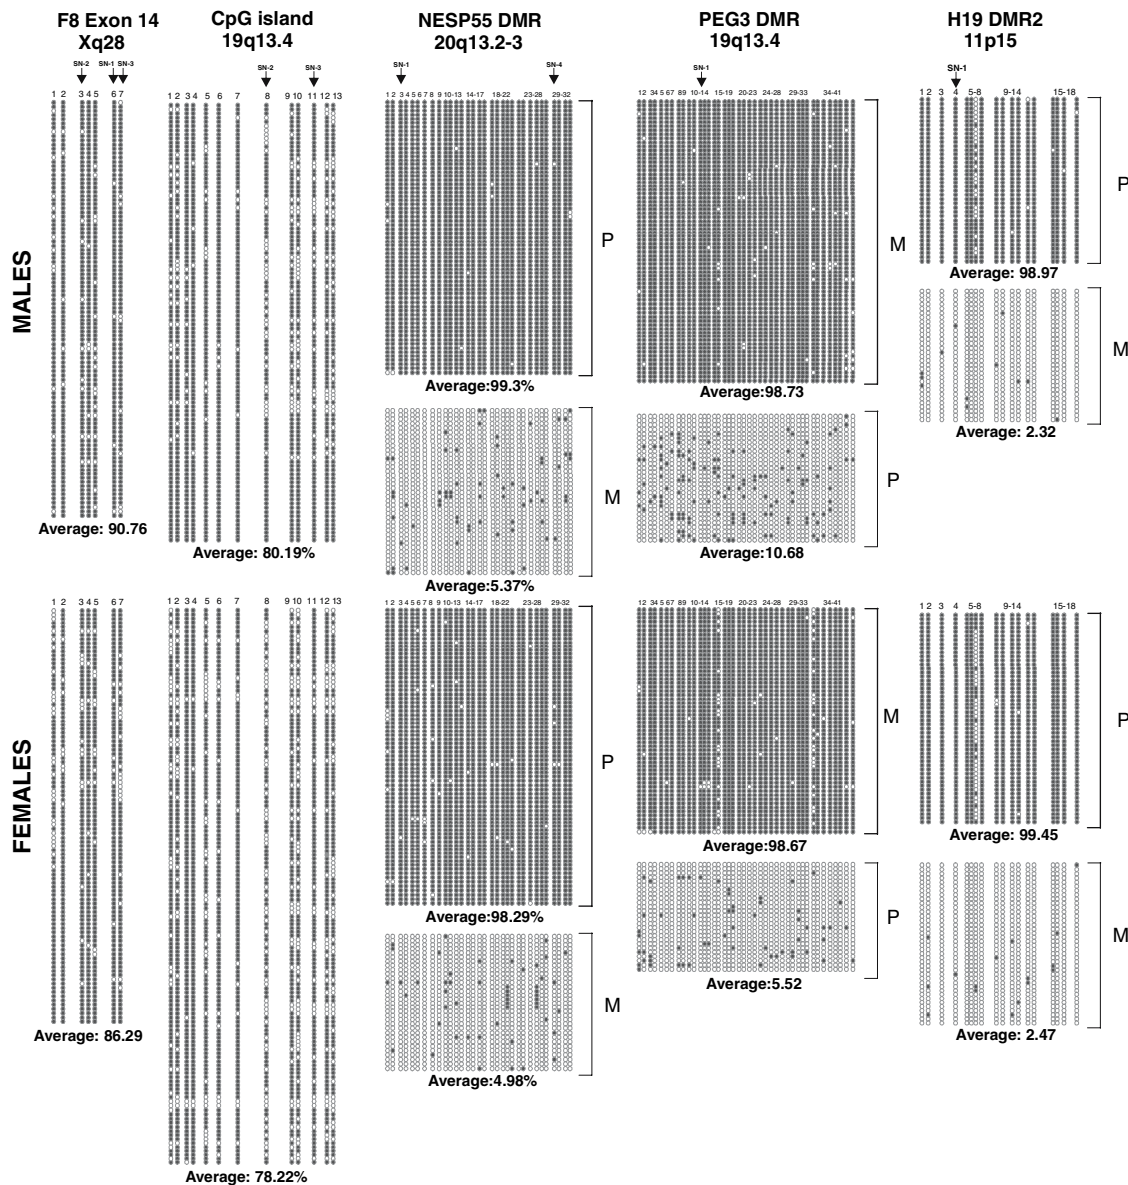 F8 Exon 14
Xq28
CpG island
19q13.4
NESP55 DMR
20q13.2-3
PEG3 DMR
19q13.4
H19 DMR2
11p15
SN-2 SN-1 SN-3
SN-2 SN-3
SN-1 SN-4
SN-1
SN-1
1 2 3 4 5 6 7
1 2 3 4 5 6 7 8 9 10 11 12 13
1 2 3 4 5 6 7 8 9 10-13 14-17 18-22 23-28 29-32
12 34 5 67 89 10-14 15-19 20-23 24-28 29-33 34-41
1 2 3 4 5-8 9-14 15-18
MALES
P
M
P
Average: 98.97
M
Average: 2.32
Average:99.3%
Average:98.73
M
P
Average: 90.76
Average: 80.19%
Average:5.37%
Average:10.68
FEMALES
1 2 3 4 5 6 7
1 2 3 4 5 6 7 8 9 10 11 12 13
1 2 3 4 5 6 7 8 9 10-13 14-17 18-22 23-28 29-32
12 34 5 67 89 10-14 15-19 20-23 24-28 29-33 34-41
1 2 3 4 5-8 9-14 15-18
P
M
P
Average:98.29%
Average:98.67
Average: 99.45
M
P
M
Average: 86.29
Average:4.98%
Average:5.52
Average: 2.47
Average: 78.22%